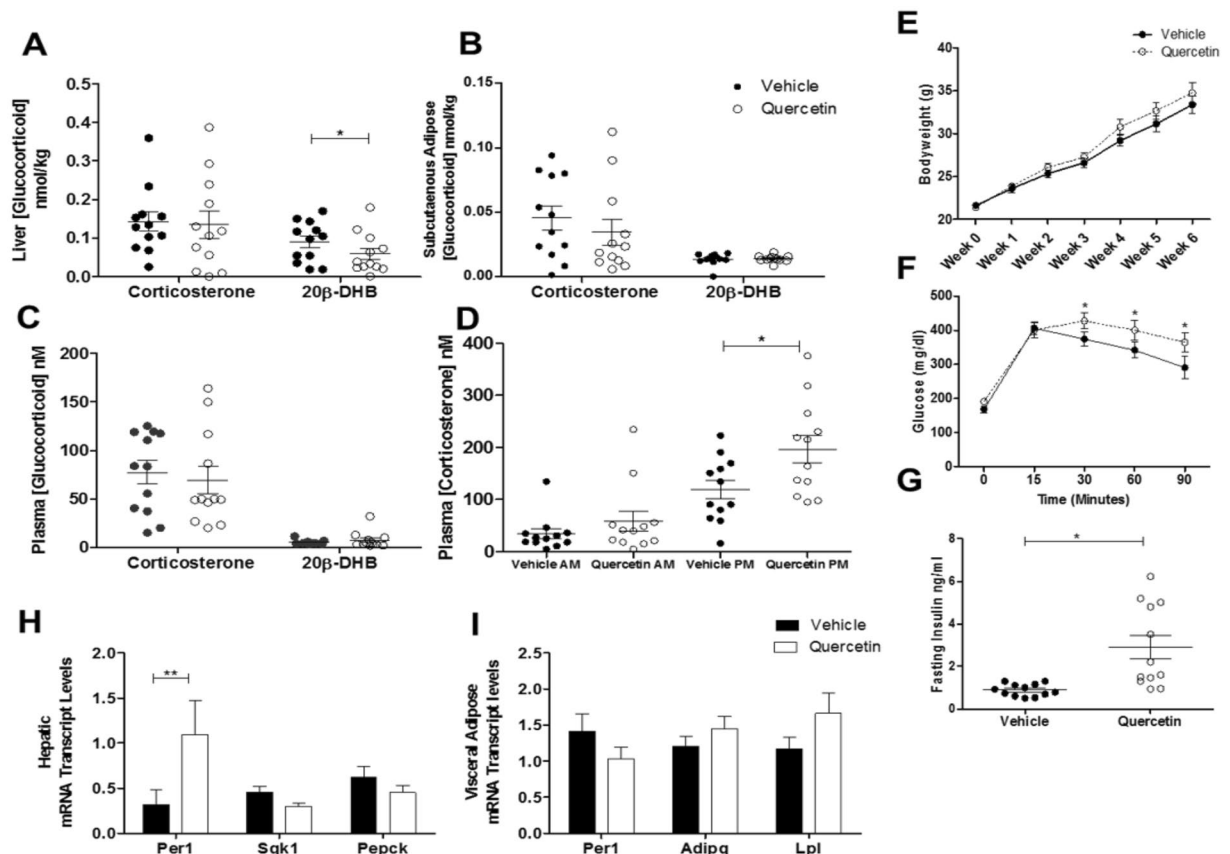 A
Liver [Glucocorticoid]
nmol/kg
0.5
0.4
0.3
0.2
0.1
0.0
*
Corticosterone
20β-DHB
B
Subcutaenous Adipose
[Glucocorticoid] nmol/kg
0.15
0.10
0.05
0.00
Vehicle
Quercetin
Corticosterone
20β-DHB
E
Vehicle
Quercetin
Bodyweight (g)
40
35
30
25
20
Week 0
Week 1
Week 2
Week 3
Week 4
Week 5
Week 6
C
Plasma [Glucocorticoid] nM
200
150
100
50
0
Corticosterone
20β-DHB
D
Plasma [Corticosterone] nM
400
300
200
100
0
*
Vehicle AM
Quercetin AM
Vehicle PM
Quercetin PM
F
Glucose (mg/dl)
500
400
300
200
100
0
* * *
0
15
30
60
90
Time (Minutes)
G
Fasting Insulin ng/ml
8
6
4
2
0
*
Vehicle
Quercetin
H
Hepatic
mRNA Transcript Levels
2.0
1.5
1.0
0.5
0.0
**
Per1
Sgk1
Pepck
I
Visceral Adipose
mRNA Transcript levels
2.5
2.0
1.5
1.0
0.5
0.0
Vehicle
Quercetin
Per1
Adipq
Lpl